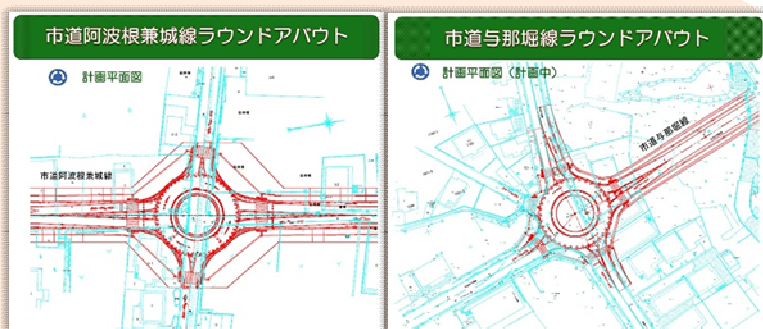 市道阿波根兼城線ラウンドアバウト
計画平面図
市道阿波根兼城線
市道与那堀線ラウンドアバウト
計画平面図（計画中）
市道与那堀線